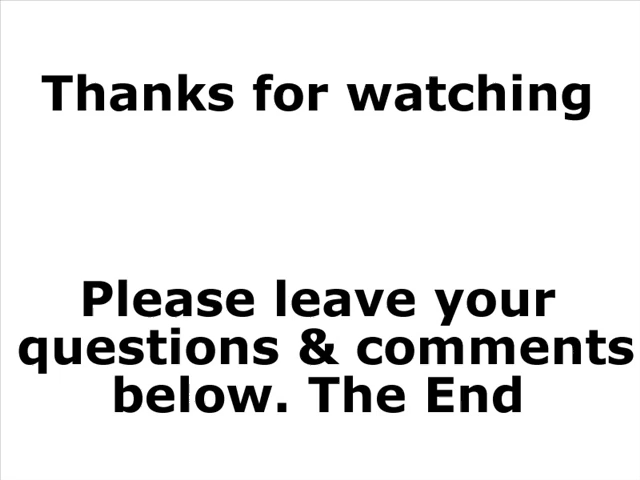 Thanks for watching
Please leave your
questions & comments
below. The End